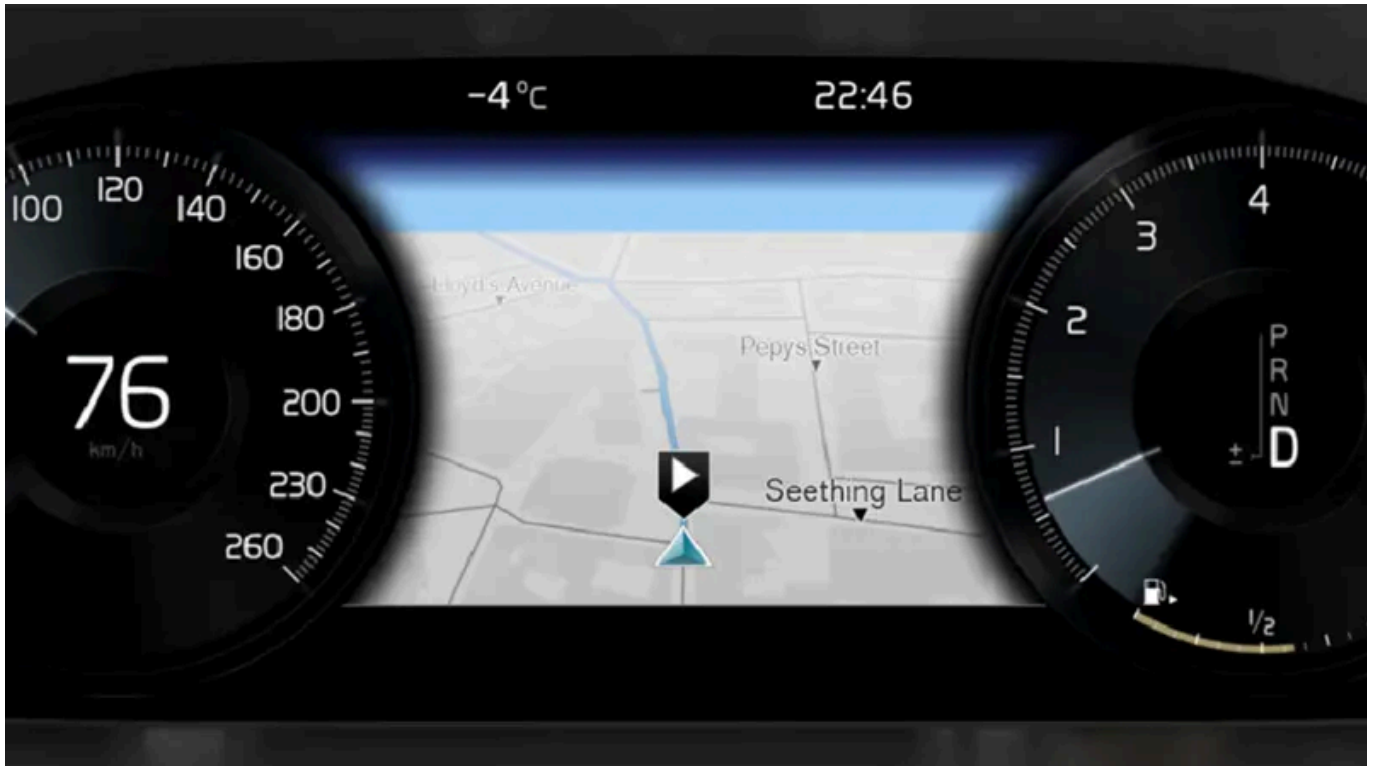 -4°C
22:46
100
120
140
160
180
200
230
260
76
km/h
Lloyd's Avenue
Pepys Street
Seething Lane
4
3
2
1
P
R
N
± D
1/2